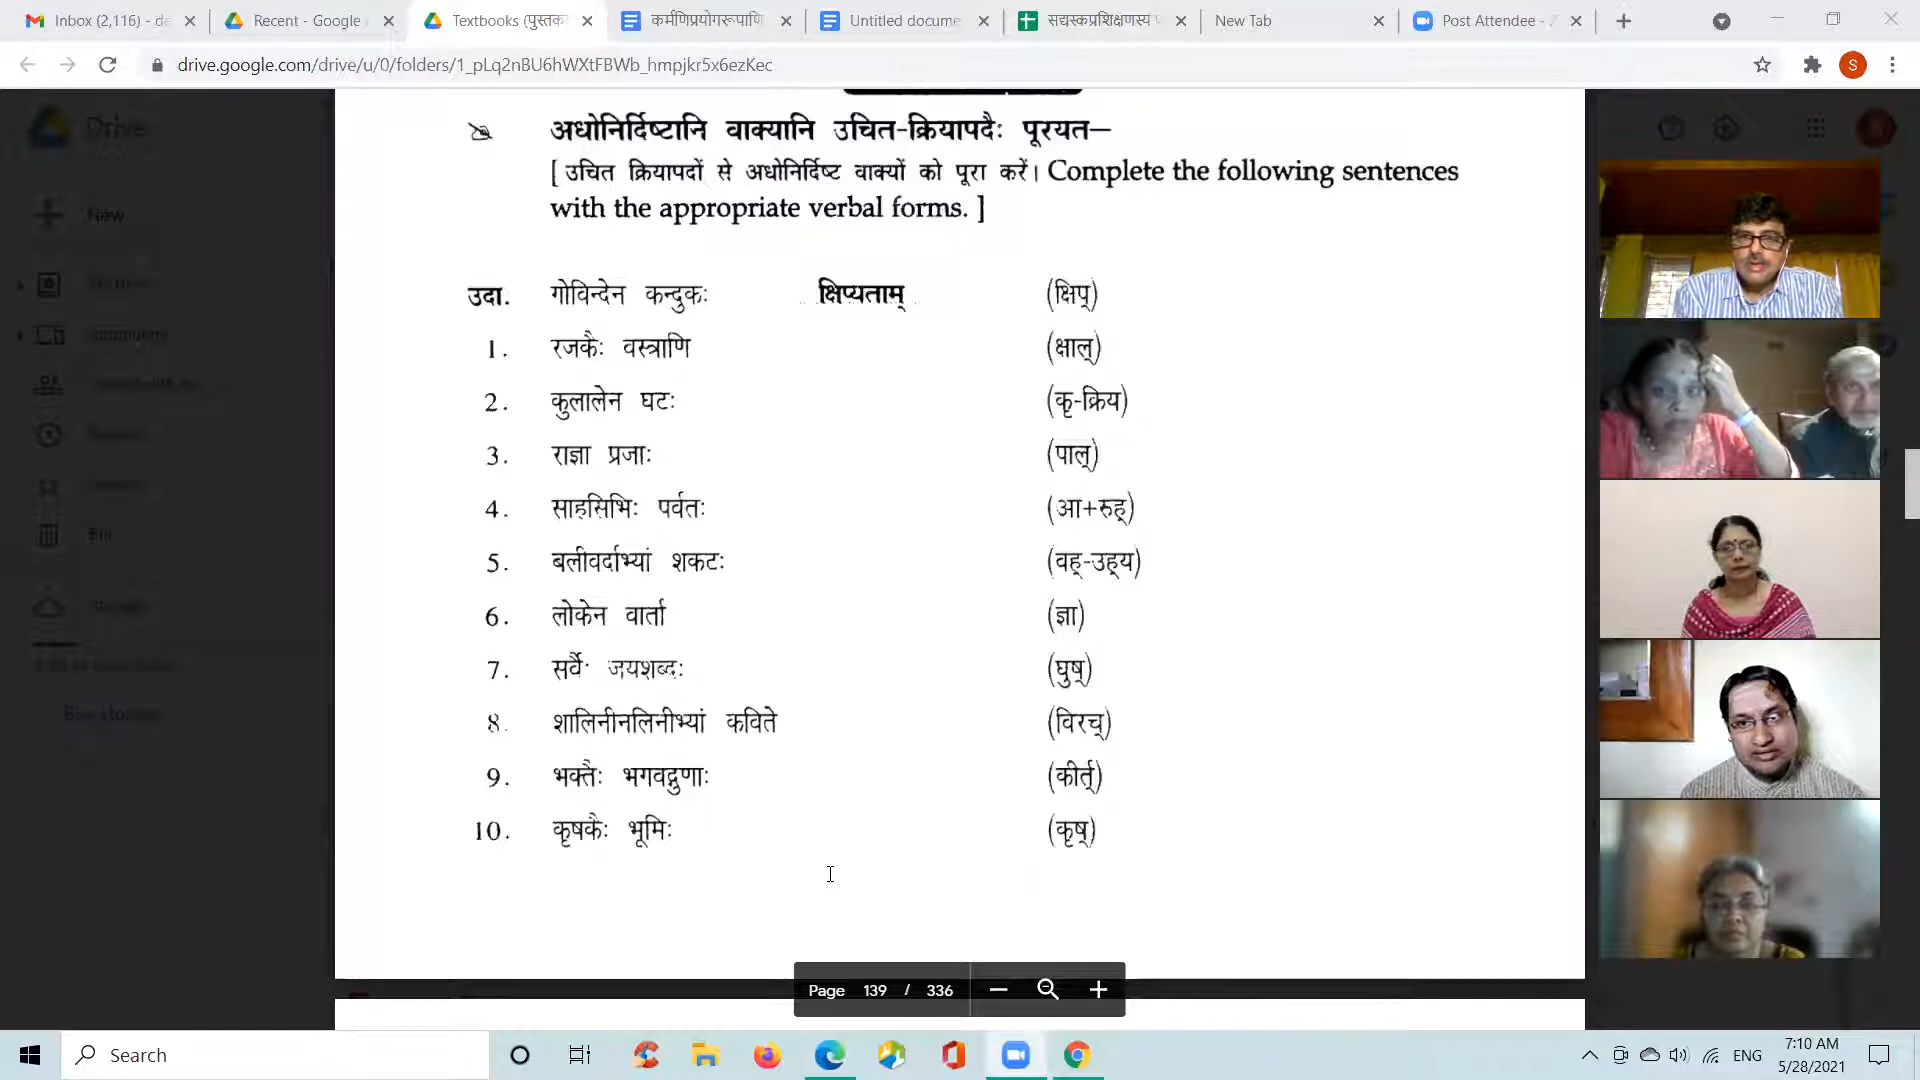 Inbox (2,116) - de
Recent - Google
Textbooks (पुस्तक
कर्मणिप्रयोगरूपाणि
Untitled docume
सद्यस्कप्रशिक्षणस्य
New Tab
Post Attendee -
drive.google.com/drive/u/0/folders/1_pLq2nBU6hWXtFBWb_hmpjkr5x6ezKec
S
Drive
New
अधोनिर्दिष्टानि वाक्यानि उचित-क्रियापदैः पूरयत—
[ उचित क्रियापदों से अधोनिर्दिष्ट वाक्यों को पूरा करें। Complete the following sentences
with the appropriate verbal forms. ]
उदा. गोविन्देन कन्दुकः क्षिप्यताम् (क्षिप्)
1. रजकैः वस्त्राणि (क्षाल्)
2. कुलालेन घटः (कृ-क्रिय)
3. राज्ञा प्रजाः (पाल्)
4. साहसिभिः पर्वतः (आ+रुह्)
5. बलीवर्दाभ्यां शकटः (वह्-उह्य)
6. लोकेन वार्ता (ज्ञा)
7. सर्वैः जयशब्दः (घुष्)
8. शालिनीनलिनीभ्यां कविते (विरच्)
9. भक्तैः भगवद्गुणाः (कीर्त्)
10. कृषकैः भूमिः (कृष्)
Page 139 / 336
Search
ENG
7:10 AM
5/28/2021